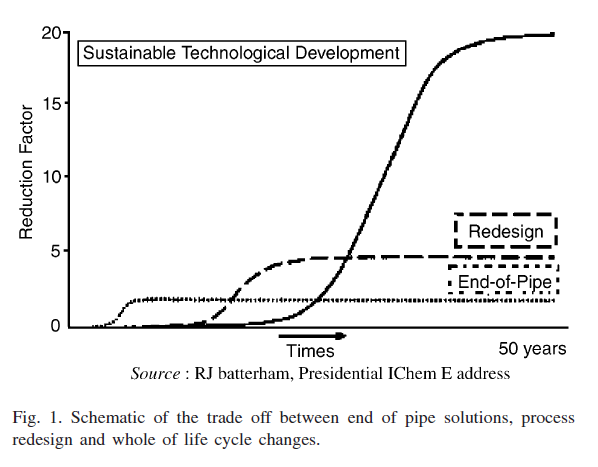 20
Sustainable Technological Development
15
10
5
0
Reduction Factor
Redesign
End-of-Pipe
Times
50 years
Source : RJ batterham, Presidential IChem E address
Fig. 1. Schematic of the trade off between end of pipe solutions, process
redesign and whole of life cycle changes.